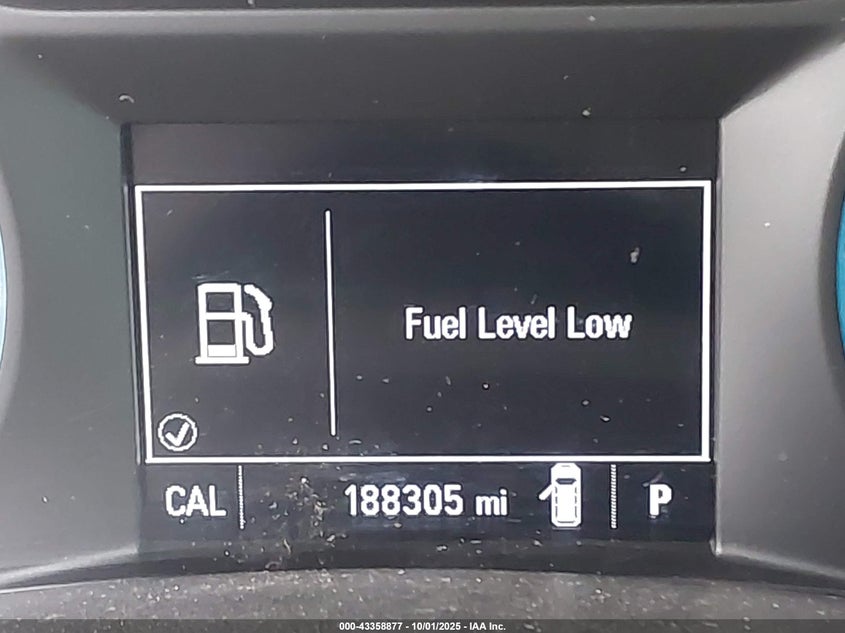 Fuel Level Low
CAL 188305 mi P
000-43358877 - 10/01/2025 - IAA Inc.